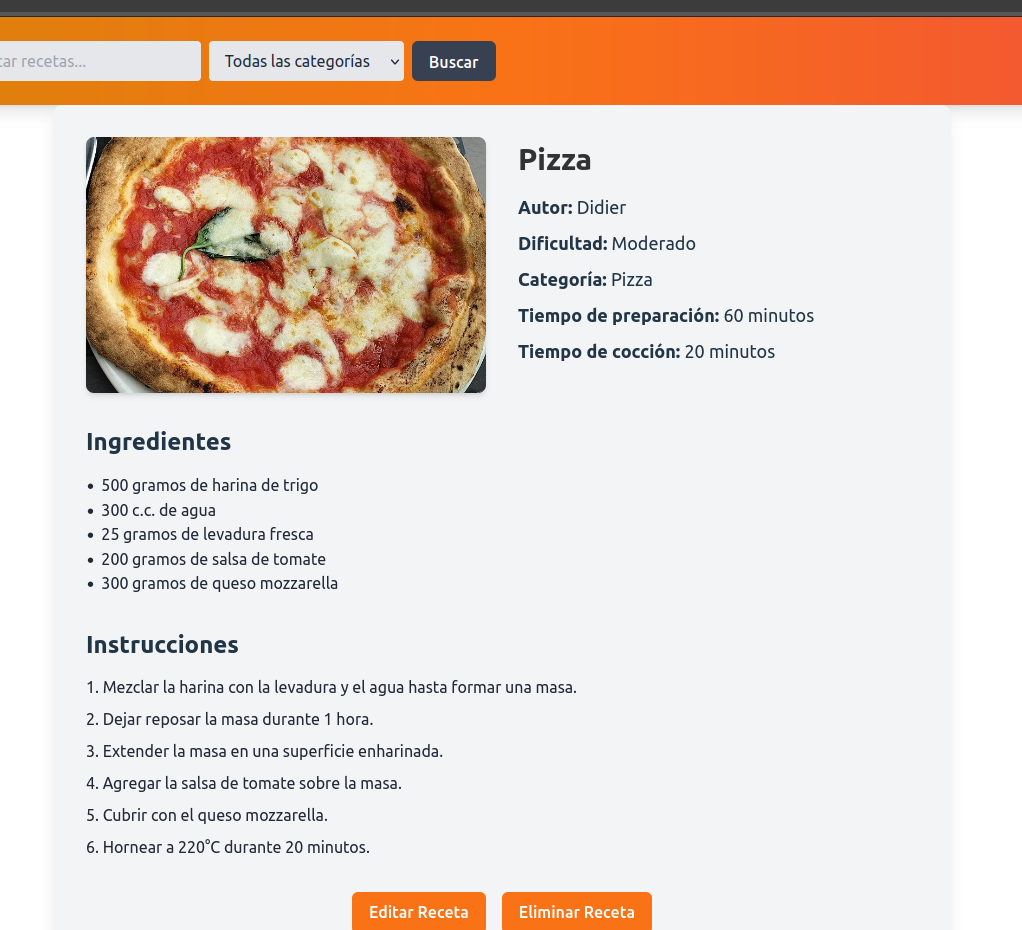 recetas...
Todas las categorías
Buscar
Pizza
Autor: Didier
Dificultad: Moderado
Categoría: Pizza
Tiempo de preparación: 60 minutos
Tiempo de cocción: 20 minutos
Ingredientes
• 500 gramos de harina de trigo
• 300 c.c. de agua
• 25 gramos de levadura fresca
• 200 gramos de salsa de tomate
• 300 gramos de queso mozzarella
Instrucciones
1. Mezclar la harina con la levadura y el agua hasta formar una masa.
2. Dejar reposar la masa durante 1 hora.
3. Extender la masa en una superficie enharinada.
4. Agregar la salsa de tomate sobre la masa.
5. Cubrir con el queso mozzarella.
6. Hornear a 220°C durante 20 minutos.
Editar Receta
Eliminar Receta